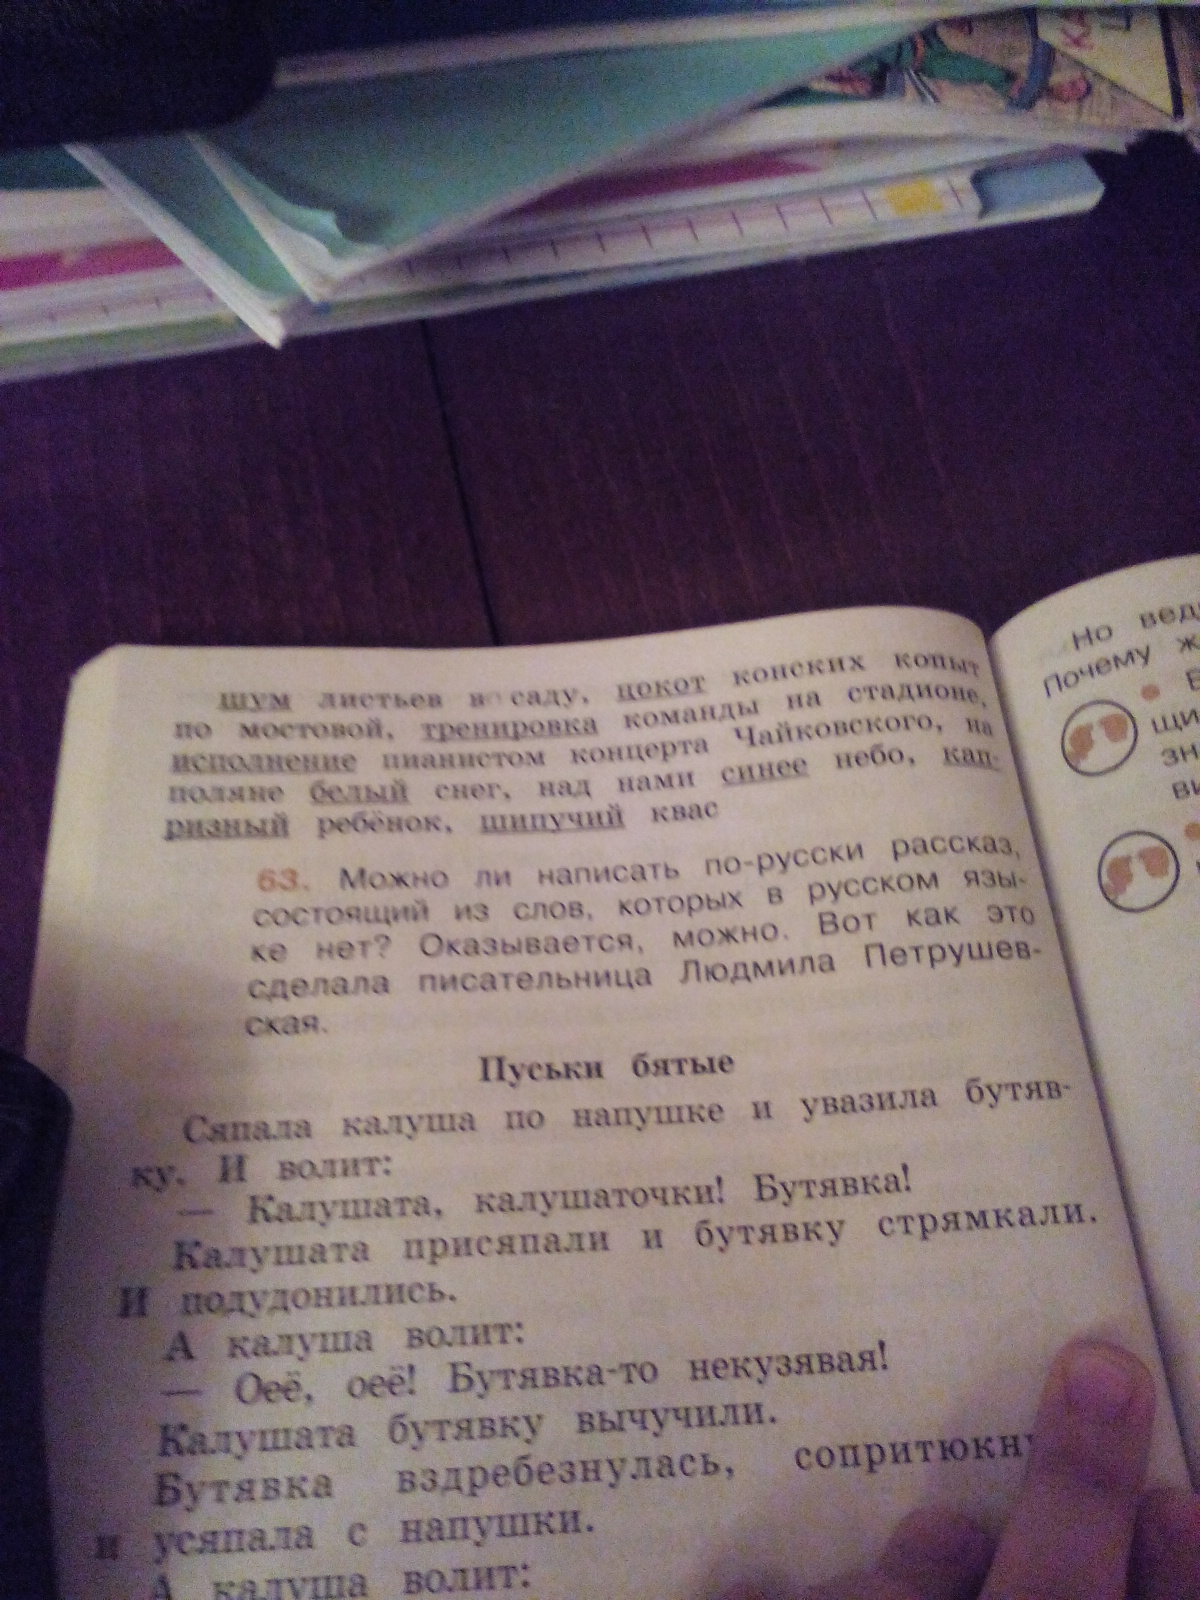 шум листьев в саду, цокот конских копыт
по мостовой, тренировка команды на стадионе,
исполнение пианистом концерта Чайковского, на
поляне белый снег, над нами синее небо, кап-
ризный ребёнок, шипучий квас
63. Можно ли написать по-русски рассказ,
состоящий из слов, которых в русском язы-
ке нет? Оказывается, можно. Вот как это
сделала писательница Людмила Петрушев-
ская.
Пуськи бятые
Сяпала калуша по напушке и увазила бутяв-
ку. И волит:
— Калушата, калушаточки! Бутявка!
Калушата присяпали и бутявку стрямкали.
И подудонились.
А калуша волит:
— Оеё, оеё! Бутявка-то некузявая!
Калушата бутявку вычучили.
Бутявка вздребезнулась,
и усяпала с напушки.
А калуша волит:
Но
Почему